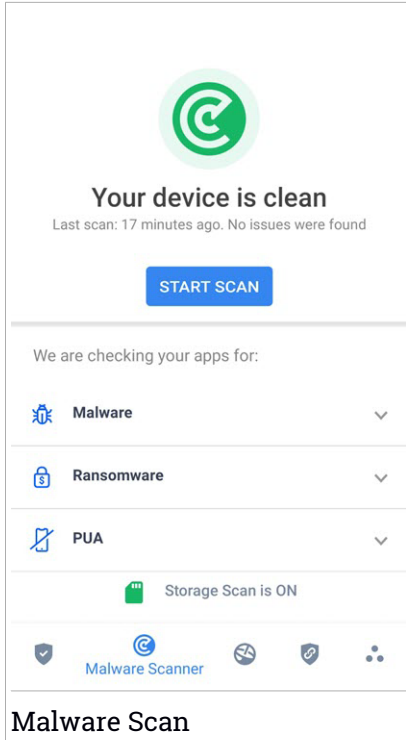 Your device is clean
Last scan: 17 minutes ago. No issues were found
START SCAN
We are checking your apps for:
Malware
Ransomware
PUA
Storage Scan is ON
Malware Scanner
Malware Scan